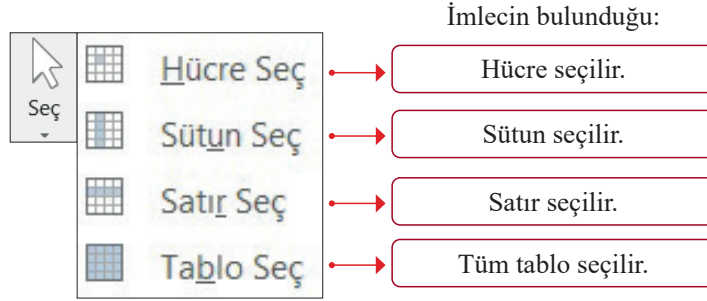 İmlecin bulunduğu:
Seç
Hücre Seç
Hücre seçilir.
Sütun Seç
Sütun seçilir.
Satır Seç
Satır seçilir.
Tablo Seç
Tüm tablo seçilir.